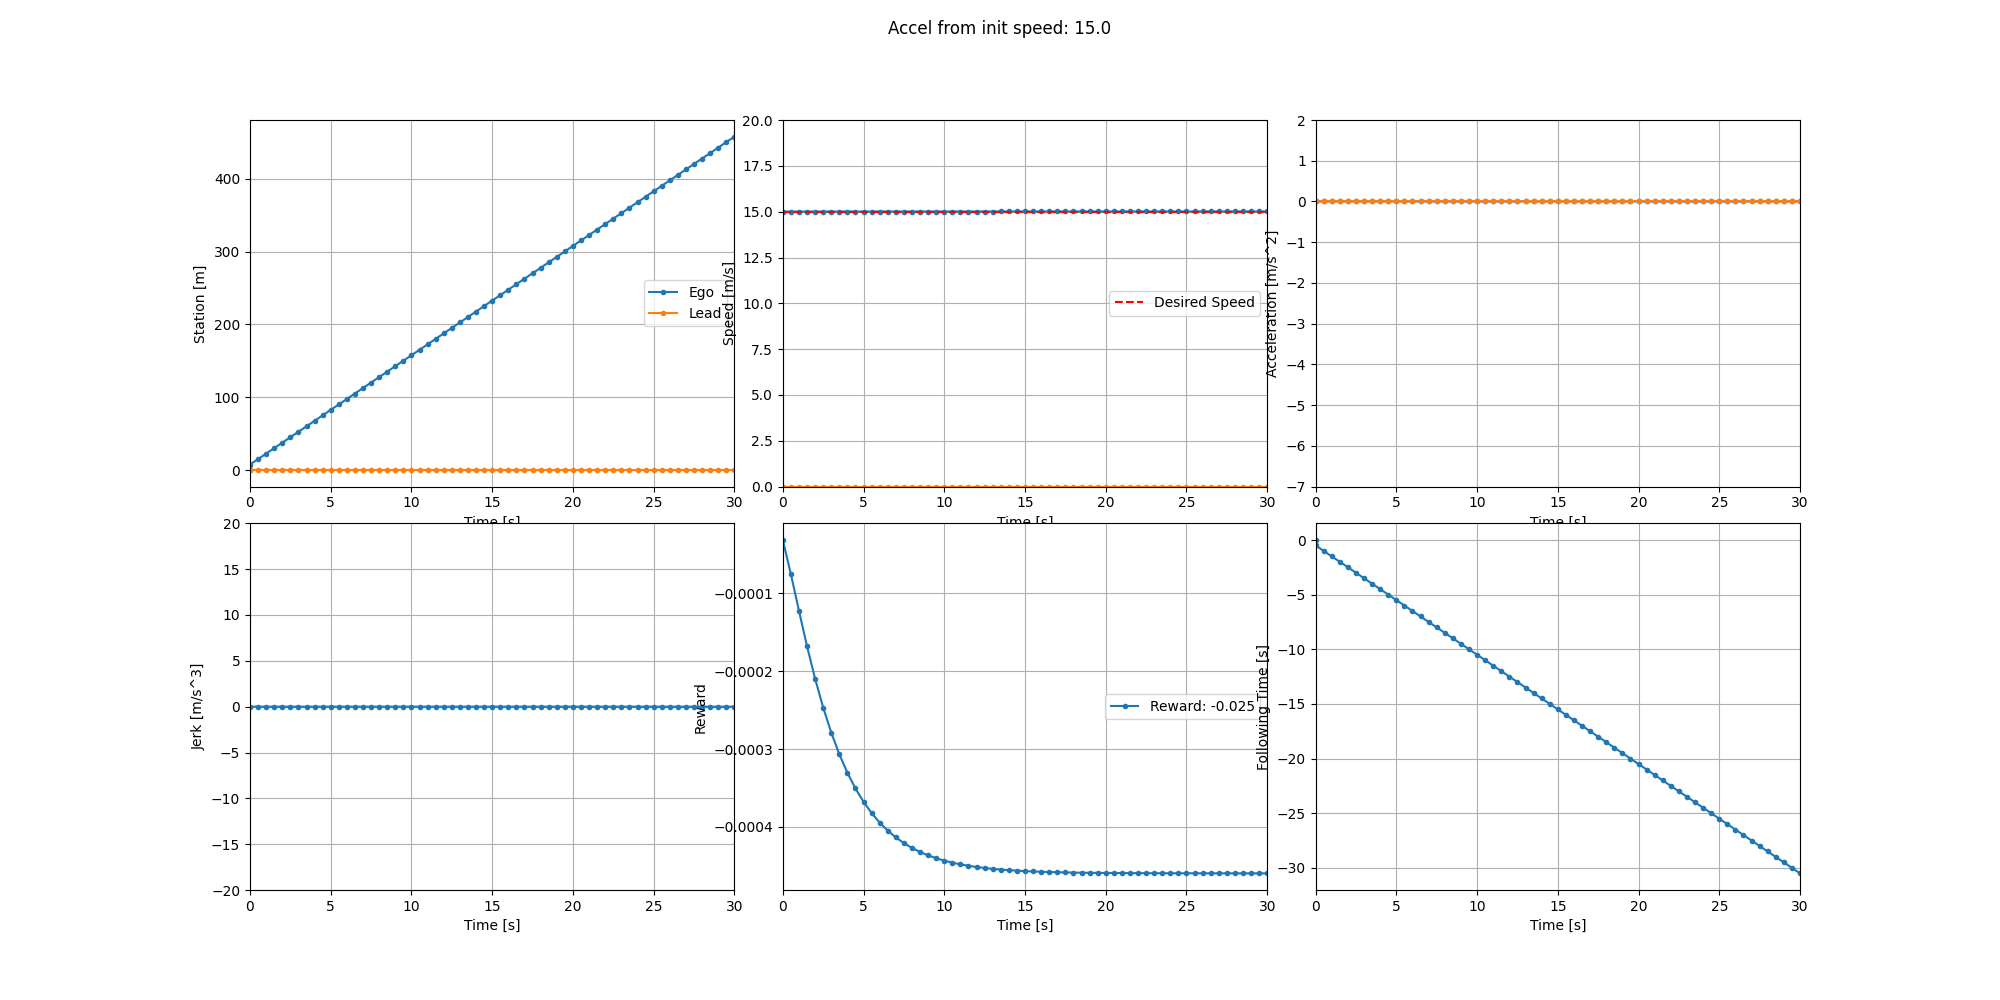 Accel from init speed: 15.0
Station [m]
400
300
200
100
0
Ego
Lead
0 5 10 15 20 25 30
Time [s]
Speed [m/s]
20.0
17.5
15.0
12.5
10.0
7.5
5.0
2.5
0.0
Desired Speed
0 5 10 15 20 25 30
Time [s]
Acceleration [m/s^2]
2
1
0
−1
−2
−3
−4
−5
−6
−7
0 5 10 15 20 25 30
Time [s]
Jerk [m/s^3]
20
15
10
5
0
−5
−10
−15
−20
0 5 10 15 20 25 30
Time [s]
Reward
−0.0001
−0.0002
−0.0003
−0.0004
Reward: -0.025
0 5 10 15 20 25 30
Time [s]
Following Time [s]
0
−5
−10
−15
−20
−25
−30
0 5 10 15 20 25 30
Time [s]